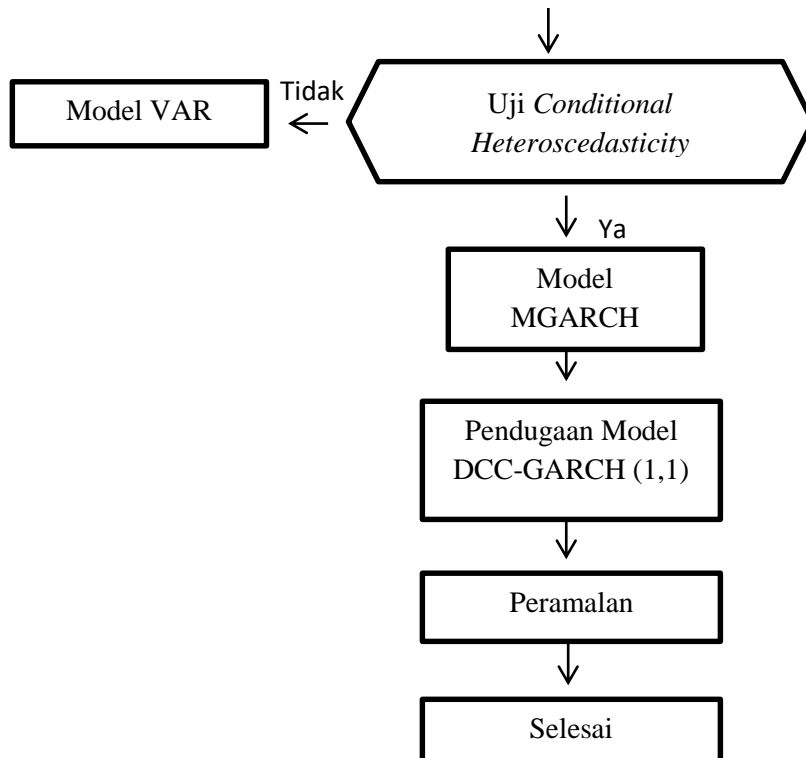 Model VAR
Tidak
Uji Conditional
Heteroscedasticity
Ya
Model
MGARCH
Pendugaan Model
DCC-GARCH (1,1)
Peramalan
Selesai